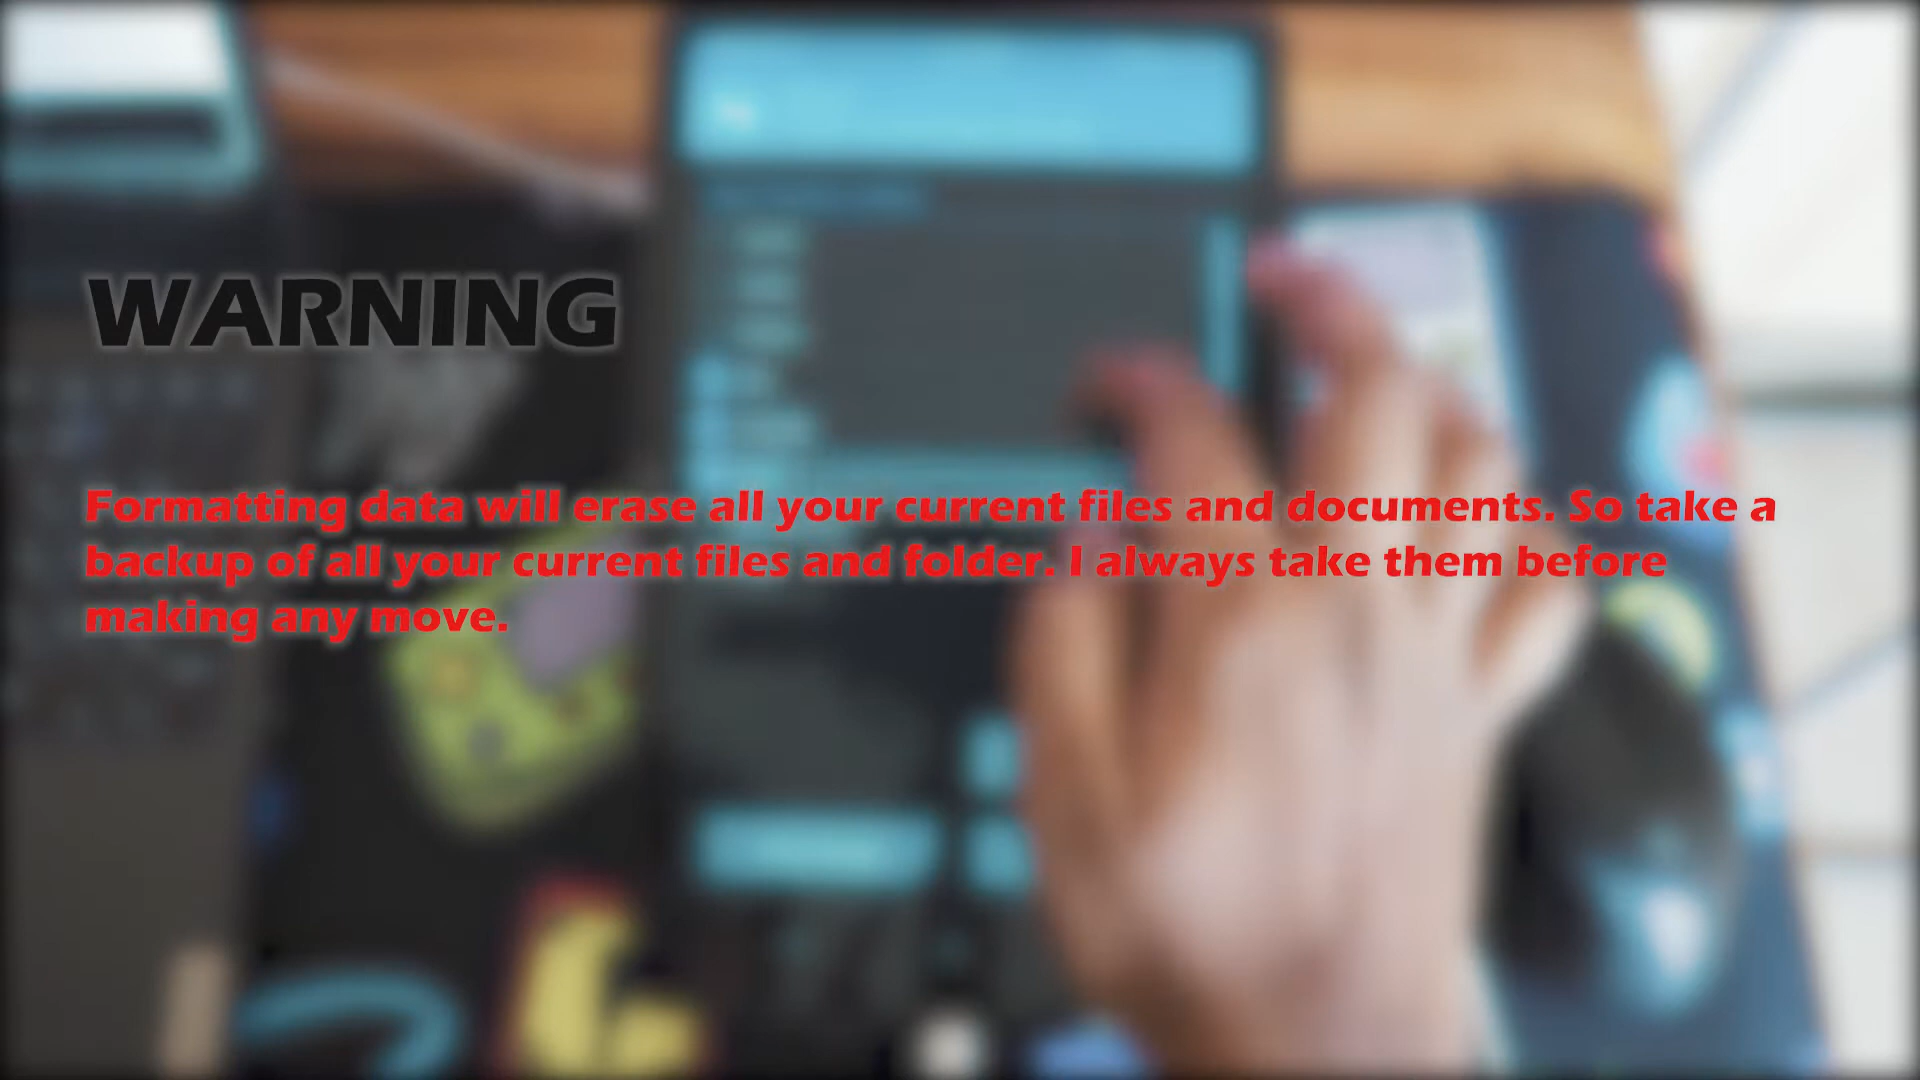 WARNING
Formatting data will erase all your current files and documents. So take a
backup of all your current files and folder. I always take them before
making any move.